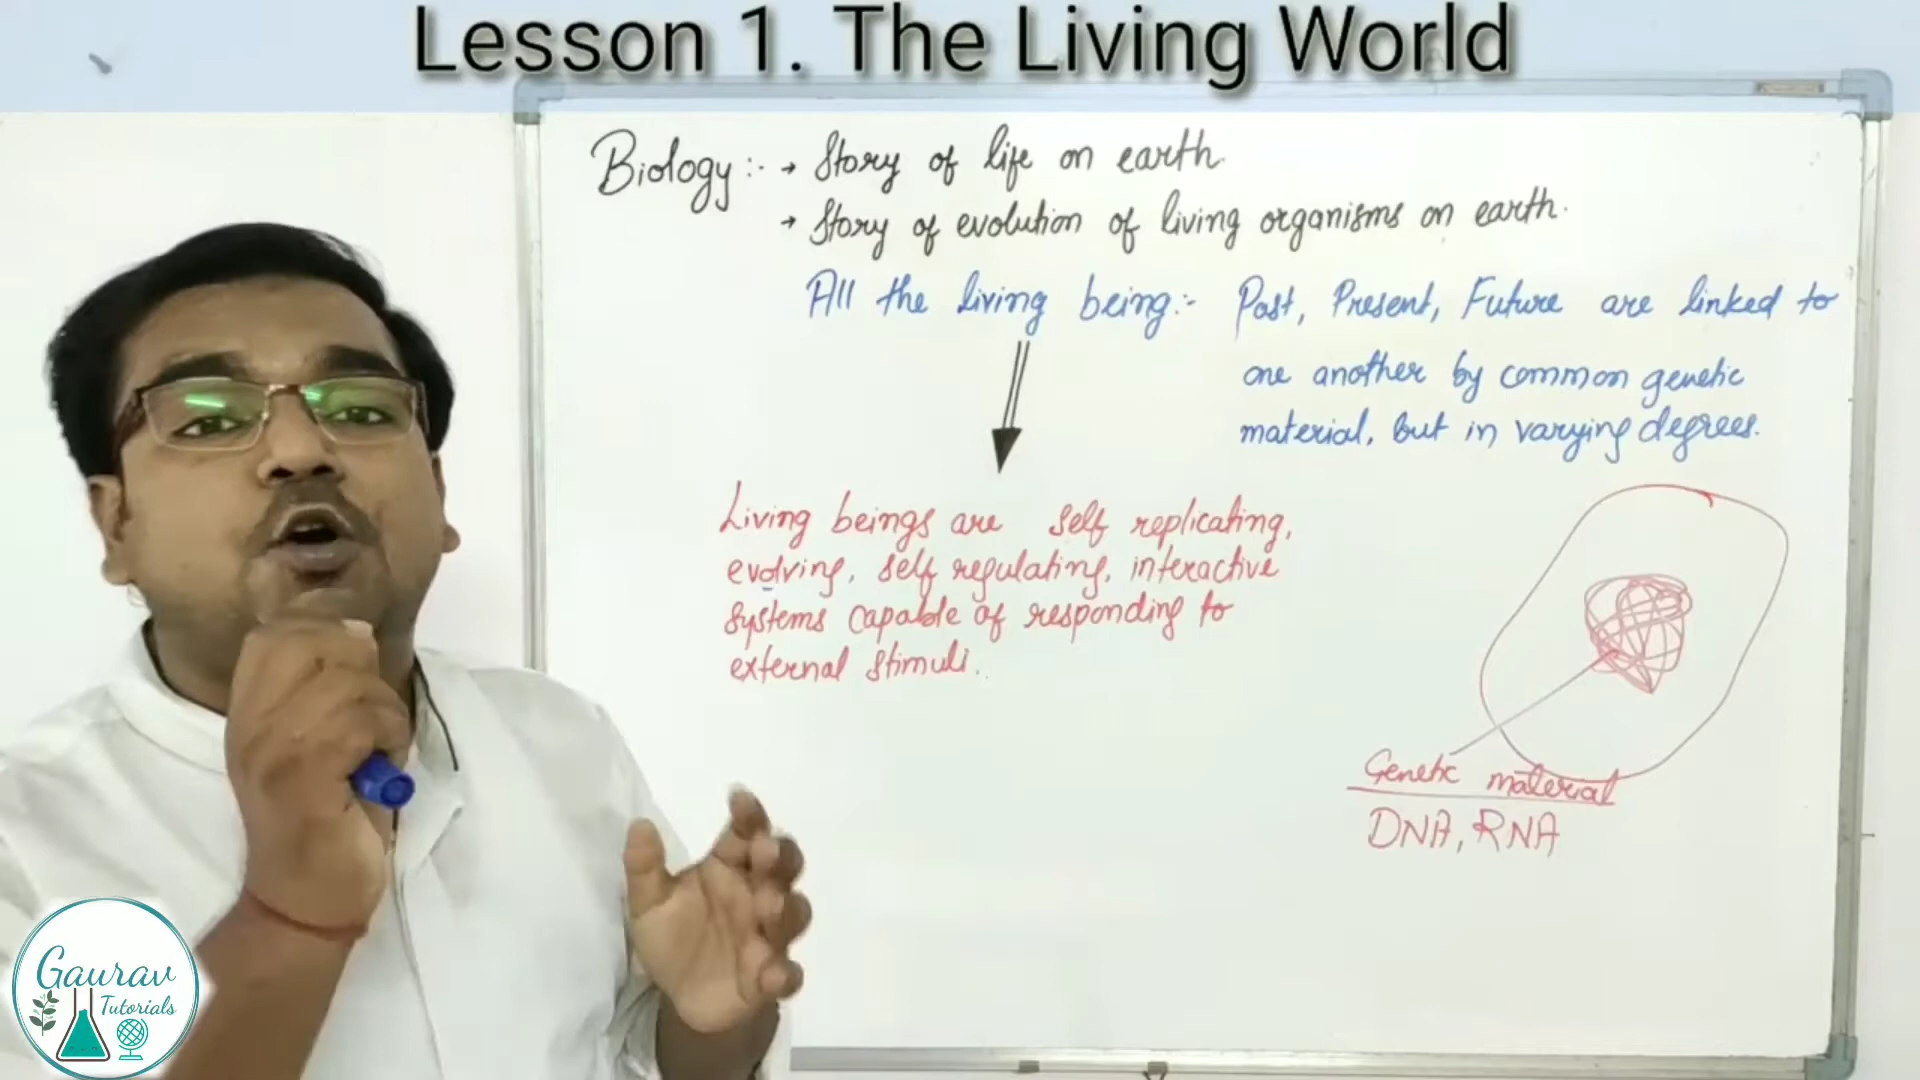 Lesson 1. The Living World
Biology:- → Story of life on earth.
→ Story of evolution of living organisms on earth.
All the living being:- Past, Present, Future are linked to
one another by common genetic
material, but in varying degrees.
Living beings are self replicating,
evolving, self regulating, interactive
systems capable of responding to
external stimuli.
Genetic material
DNA, RNA
Gaurav
Tutorials